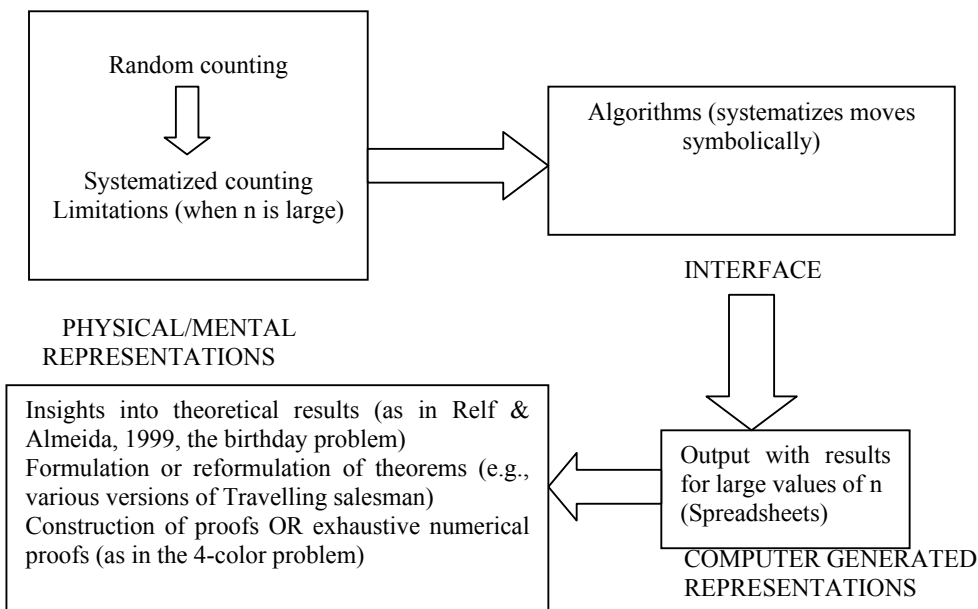 Random counting
Systematized counting
Limitations (when n is large)
Algorithms (systematizes moves
symbolically)
INTERFACE
PHYSICAL/MENTAL
REPRESENTATIONS
Insights into theoretical results (as in Relf &
Almeida, 1999, the birthday problem)
Formulation or reformulation of theorems (e.g.,
various versions of Travelling salesman)
Construction of proofs OR exhaustive numerical
proofs (as in the 4-color problem)
Output with results
for large values of n
(Spreadsheets)
COMPUTER GENERATED
REPRESENTATIONS